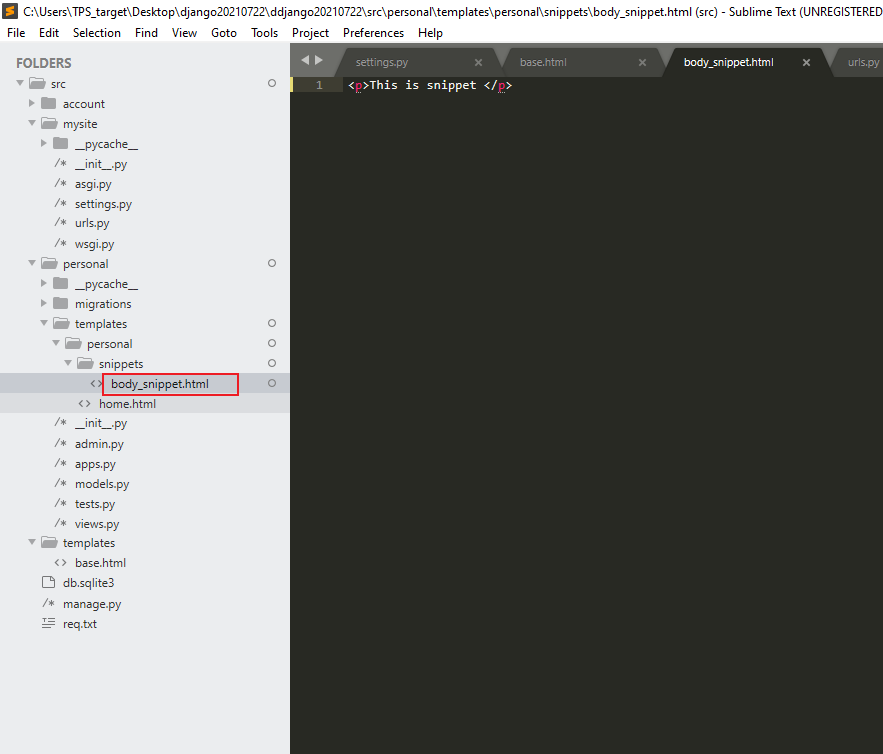 C:\Users\TPS_target\Desktop\django20210722\ddjango20210722\src\personal\templates\personal\snippets\body_snippet.html (src) - Sublime Text (UNREGISTERED
File Edit Selection Find View Goto Tools Project Preferences Help
FOLDERS
src
account
mysite
__pycache__
/* __init__.py
/* asgi.py
/* settings.py
/* urls.py
/* wsgi.py
personal
__pycache__
migrations
templates
personal
snippets
<> body_snippet.html
<> home.html
/* __init__.py
/* admin.py
/* apps.py
/* models.py
/* tests.py
/* views.py
templates
<> base.html
db.sqlite3
/* manage.py
req.txt
settings.py × base.html × body_snippet.html × urls.py
1 <p>This is snippet </p>